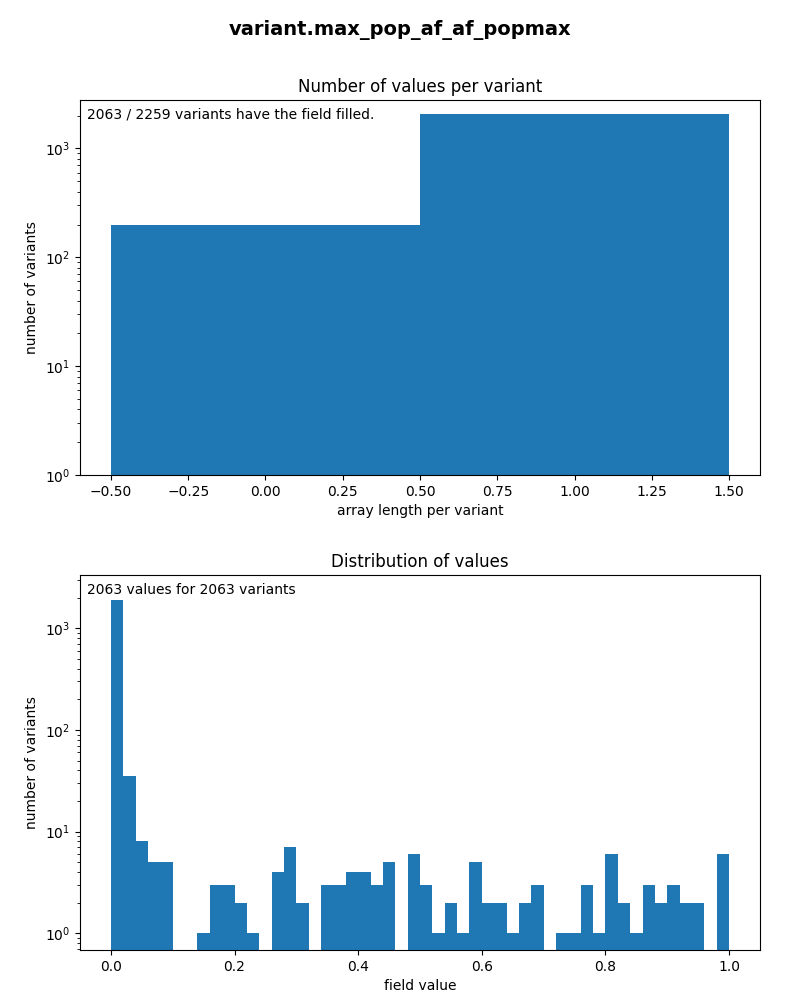 variant.max_pop_af_af_popmax
Number of values per variant
2063 / 2259 variants have the field filled.
10³
10²
10¹
10⁰
number of variants
−0.50 −0.25 0.00 0.25 0.50 0.75 1.00 1.25 1.50
array length per variant
Distribution of values
2063 values for 2063 variants
10³
10²
10¹
10⁰
number of variants
0.0 0.2 0.4 0.6 0.8 1.0
field value